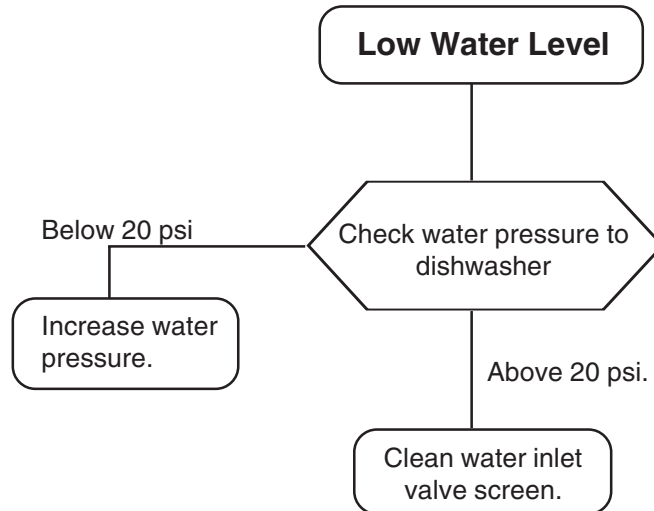 Low Water Level
Check water pressure to
dishwasher
Below 20 psi
Increase water
pressure.
Above 20 psi.
Clean water inlet
valve screen.